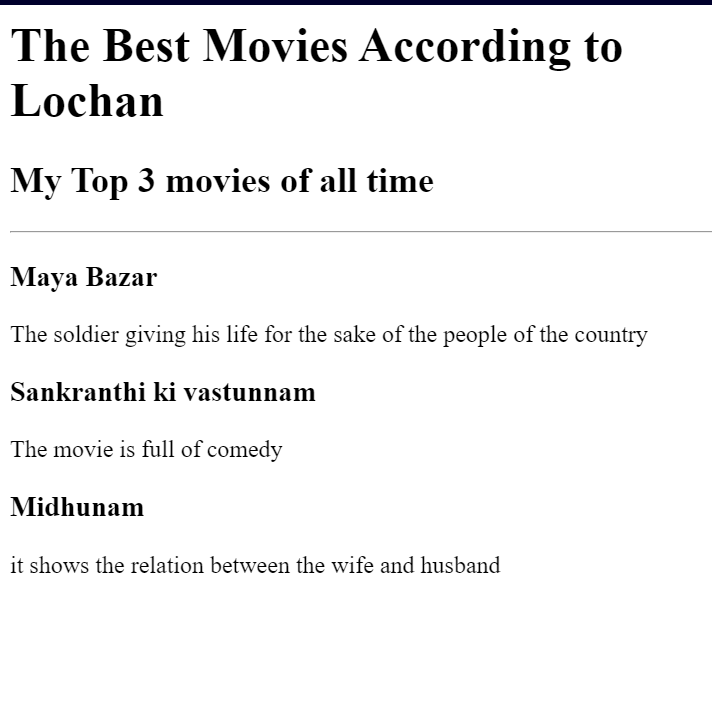 The Best Movies According to
Lochan
My Top 3 movies of all time
Maya Bazar
The soldier giving his life for the sake of the people of the country
Sankranthi ki vastunnam
The movie is full of comedy
Midhunam
it shows the relation between the wife and husband